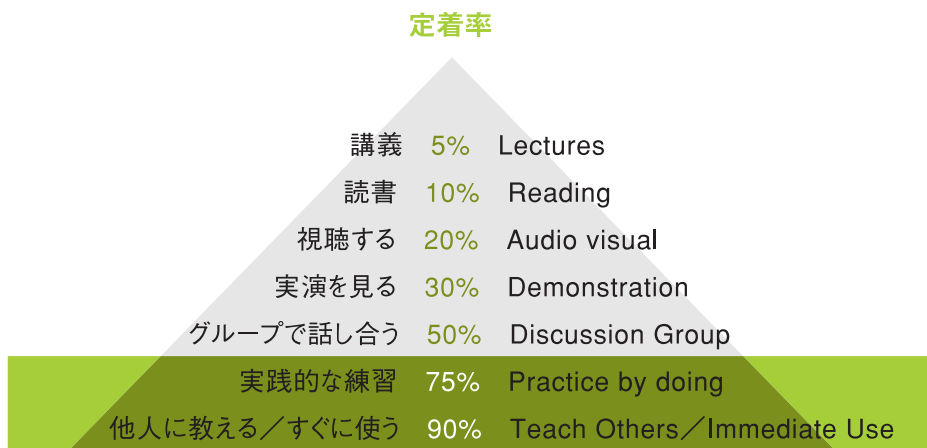 定着率
講義 5% Lectures
読書 10% Reading
視聴する 20% Audio visual
実演を見る 30% Demonstration
グループで話し合う 50% Discussion Group
実践的な練習 75% Practice by doing
他人に教える／すぐに使う 90% Teach Others／Immediate Use